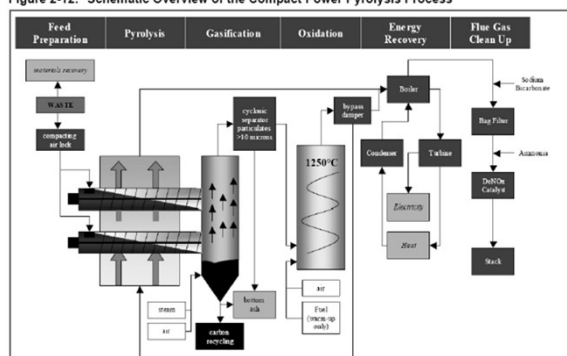 Figure 2-12: Schematic Overview of the Compact Power Pyrolysis Process
Feed
Preparation
Pyrolysis
Gasification
Oxidation
Energy
Recovery
Flue Gas
Clean Up
materials recovery
WASTE
compacting
air lock
cyclonic
separator
particulates
>10 microns
bypass
damper
1250°C
Boiler
Condenser
Turbine
Electricity
Heat
Sodium
Bicarbonate
Bag Filter
Ammonia
DeNOx
Catalyst
Stack
steam
air
bottom
ash
carbon
recycling
air
Fuel
(warm-up
only)